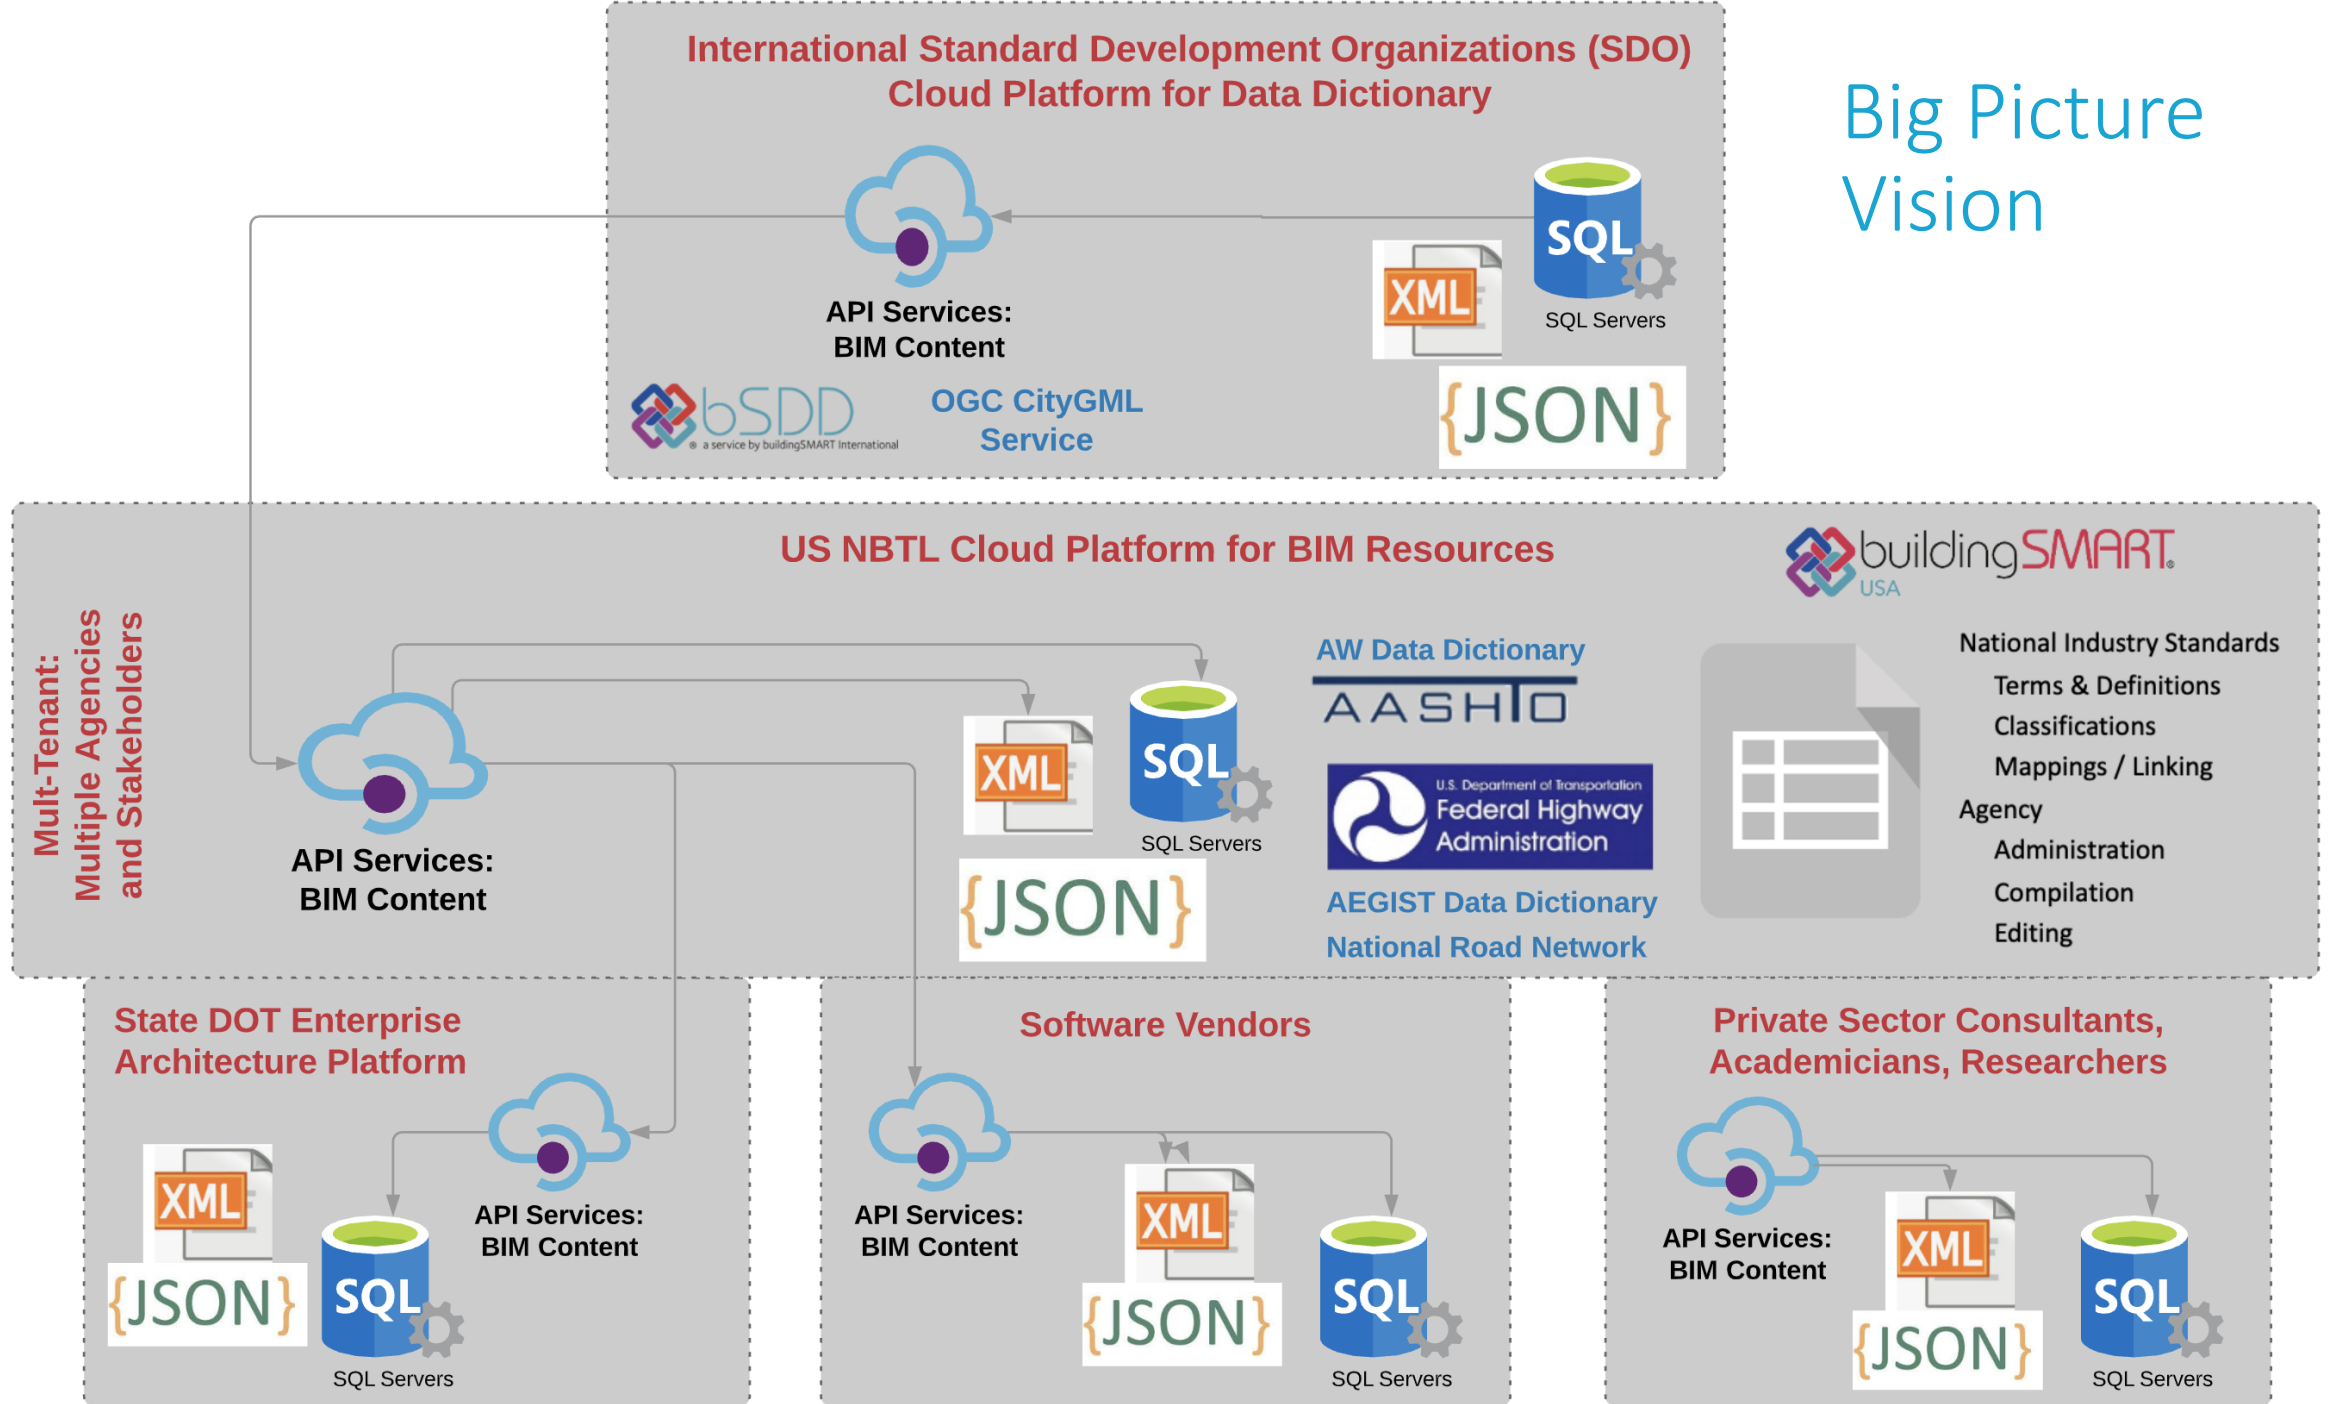 International Standard Development Organizations (SDO)
Cloud Platform for Data Dictionary
Big Picture
Vision
SQL
XML
SQL Servers
API Services:
BIM Content
{JSON}
bSDD
® a service by buildingSMART International
OGC CityGML
Service
US NBTL Cloud Platform for BIM Resources
buildingSMART®
USA
Mult-Tenant:
Multiple Agencies
and Stakeholders
AW Data Dictionary
AASHTO
XML
SQL
SQL Servers
{JSON}
API Services:
BIM Content
U.S. Department of Transportation
Federal Highway
Administration
AEGIST Data Dictionary
National Road Network
National Industry Standards
Terms & Definitions
Classifications
Mappings / Linking
Agency
Administration
Compilation
Editing
State DOT Enterprise
Architecture Platform
XML
{JSON}
SQL
SQL Servers
API Services:
BIM Content
Software Vendors
API Services:
BIM Content
XML
{JSON}
SQL
SQL Servers
Private Sector Consultants,
Academicians, Researchers
API Services:
BIM Content
XML
{JSON}
SQL
SQL Servers